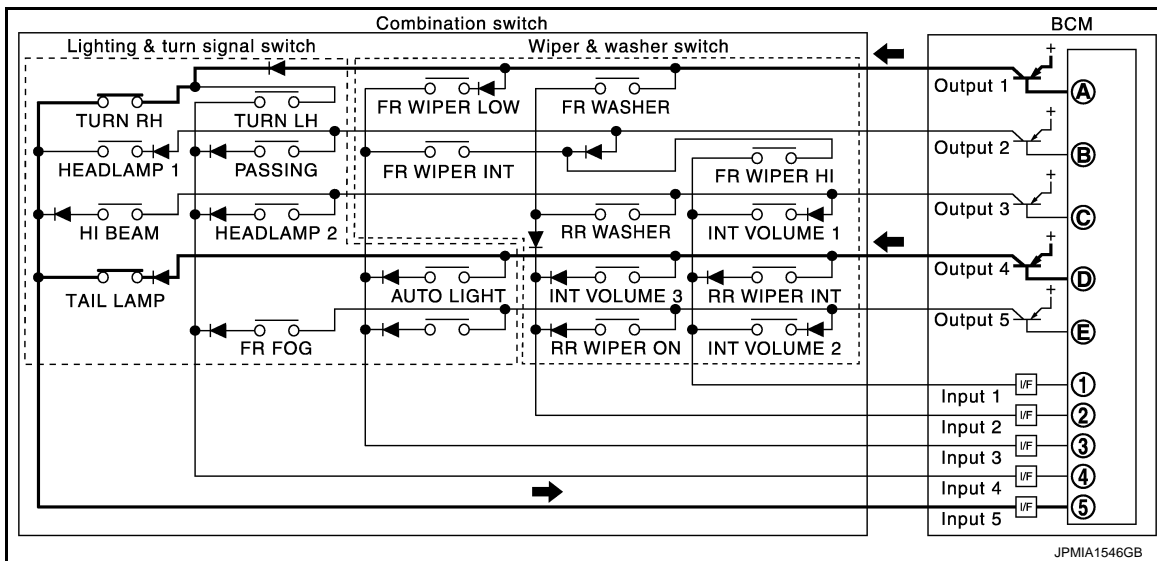 Combination switch BCM
Lighting & turn signal switch Wiper & washer switch
+
Output 1 A
TURN RH TURN LH FR WIPER LOW FR WASHER
+
Output 2 B
HEADLAMP 1 PASSING FR WIPER INT FR WIPER HI
+
Output 3 C
HI BEAM HEADLAMP 2 RR WASHER INT VOLUME 1
+
Output 4 D
TAIL LAMP AUTO LIGHT INT VOLUME 3 RR WIPER INT
+
Output 5 E
FR FOG RR WIPER ON INT VOLUME 2
Input 1 I/F 1
Input 2 I/F 2
Input 3 I/F 3
Input 4 I/F 4
Input 5 I/F 5
JPMIA1546GB